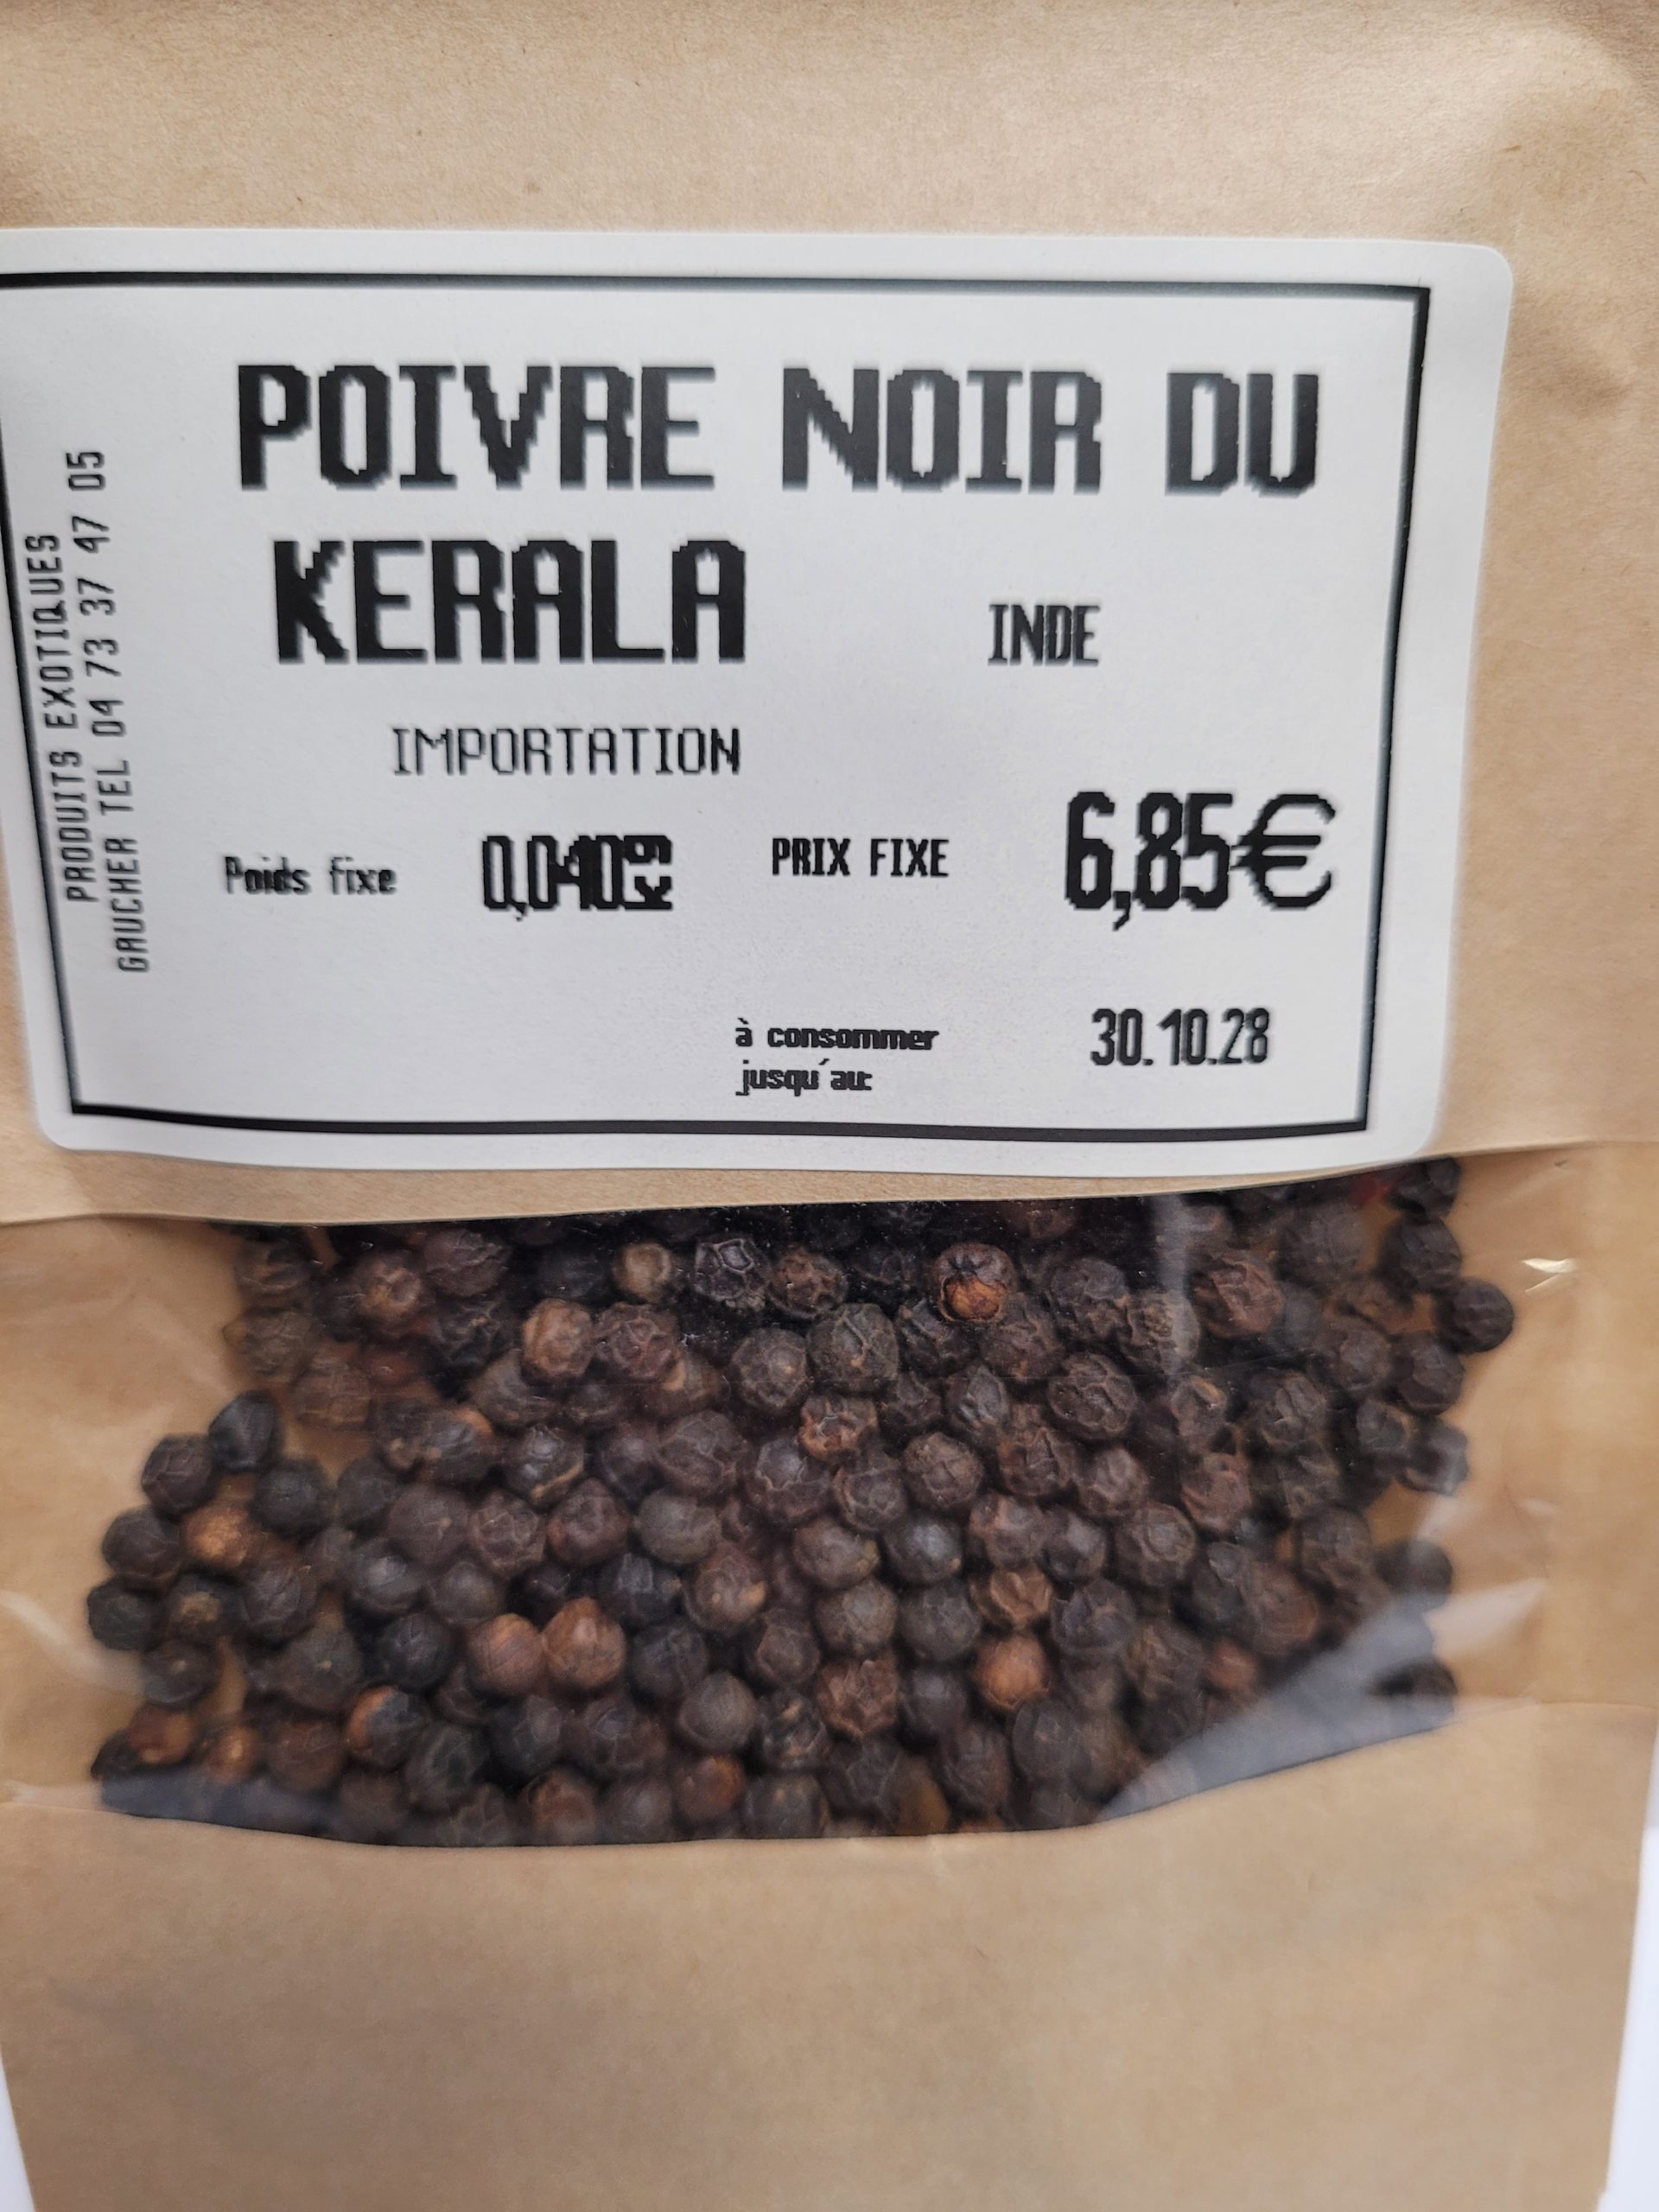 POIVRE NOIR DU
KERALA INDE
IMPORTATION
Poids fixe 0,040kg PRIX FIXE 6,85€
à consommer 30.10.28
jusqu'au:
PRODUITS EXOTIQUES
GAUCHER TEL 04 73 37 47 05